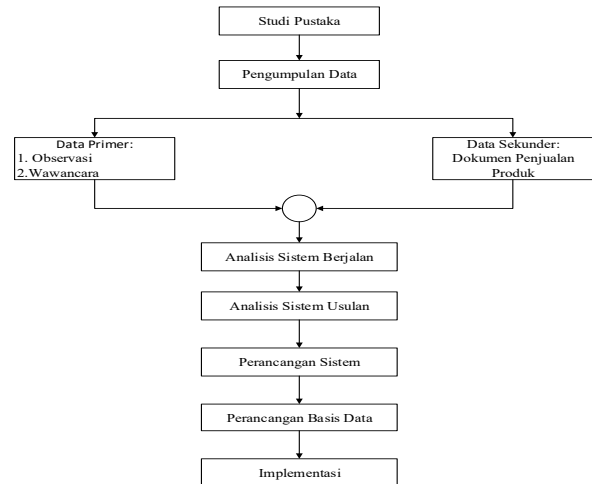 Studi Pustaka
Pengumpulan Data
Data Primer:
1. Observasi
2.Wawancara
Data Sekunder:
Dokumen Penjualan
Produk
Analisis Sistem Berjalan
Analisis Sistem Usulan
Perancangan Sistem
Perancangan Basis Data
Implementasi